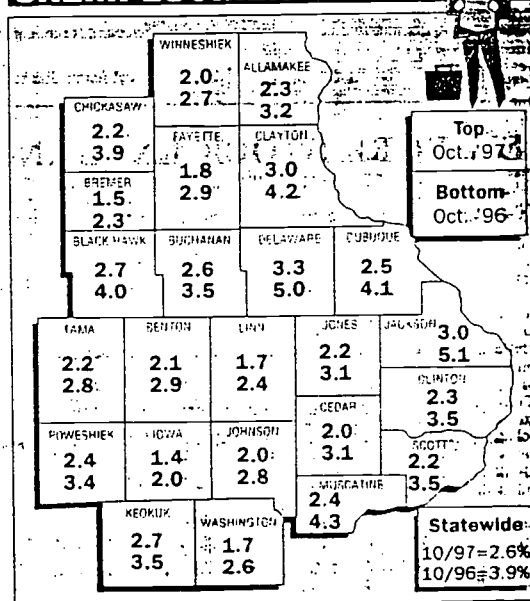 WINNESHIEK
2.0
2.7
ALLAMAKEE
2.3
3.2
CHICKASAW
2.2
3.9
FAYETTE
1.8
2.9
CLAYTON
3.0
4.2
Top
Oct. '97
Bottom
Oct. '96
BREMER
1.5
2.3
BLACK HAWK
2.7
4.0
BUCHANAN
2.6
3.5
DELAWARE
3.3
5.0
DUBUQUE
2.5
4.1
TAMA
2.2
2.8
BENTON
2.1
2.9
LINN
1.7
2.4
JONES
2.2
3.1
JACKSON
3.0
5.1
CLINTON
2.3
3.5
CEDAR
2.0
3.1
POWESHIEK
2.4
3.4
IOWA
1.4
2.0
JOHNSON
2.0
2.8
SCOTT
2.2
3.5
MUSCATINE
2.4
4.3
KEOKUK
2.7
3.5
WASHINGTON
1.7
2.6
Statewide
10/97=2.6%
10/96=3.9%